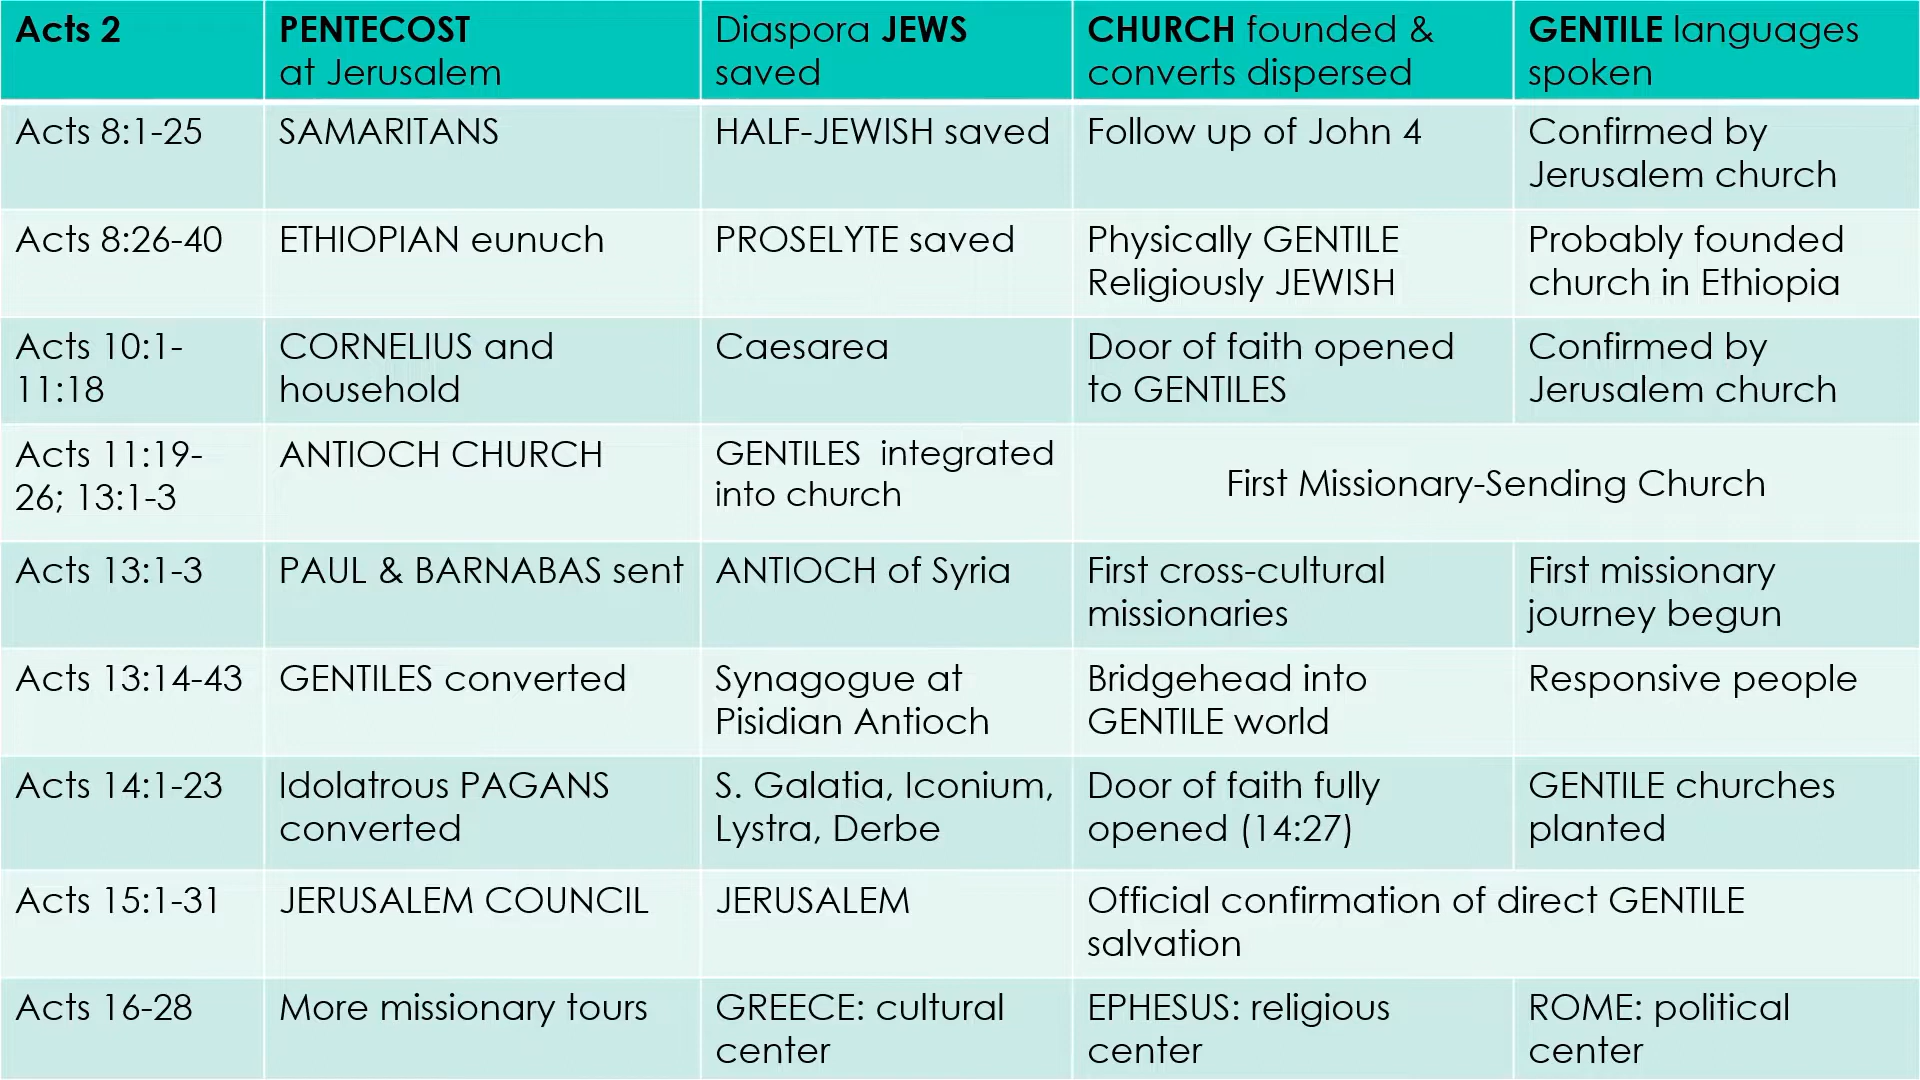 Acts 2
PENTECOST
at Jerusalem
Diaspora JEWS
saved
CHURCH founded &
converts dispersed
GENTILE languages
spoken
Acts 8:1-25
SAMARITANS
HALF-JEWISH saved
Follow up of John 4
Confirmed by
Jerusalem church
Acts 8:26-40
ETHIOPIAN eunuch
PROSELYTE saved
Physically GENTILE
Religiously JEWISH
Probably founded
church in Ethiopia
Acts 10:1-
11:18
CORNELIUS and
household
Caesarea
Door of faith opened
to GENTILES
Confirmed by
Jerusalem church
Acts 11:19-
26; 13:1-3
ANTIOCH CHURCH
GENTILES  integrated
into church
First Missionary-Sending Church
Acts 13:1-3
PAUL & BARNABAS sent
ANTIOCH of Syria
First cross-cultural
missionaries
First missionary
journey begun
Acts 13:14-43
GENTILES converted
Synagogue at
Pisidian Antioch
Bridgehead into
GENTILE world
Responsive people
Acts 14:1-23
Idolatrous PAGANS
converted
S. Galatia, Iconium,
Lystra, Derbe
Door of faith fully
opened (14:27)
GENTILE churches
planted
Acts 15:1-31
JERUSALEM COUNCIL
JERUSALEM
Official confirmation of direct GENTILE
salvation
Acts 16-28
More missionary tours
GREECE: cultural
center
EPHESUS: religious
center
ROME: political
center